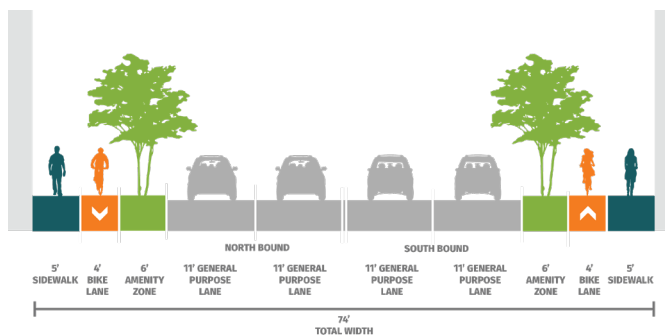 NORTH BOUND
SOUTH BOUND
5'
SIDEWALK
4'
BIKE
LANE
6'
AMENITY
ZONE
11' GENERAL
PURPOSE
LANE
11' GENERAL
PURPOSE
LANE
11' GENERAL
PURPOSE
LANE
11' GENERAL
PURPOSE
LANE
6'
AMENITY
ZONE
4'
BIKE
LANE
5'
SIDEWALK
74'
TOTAL WIDTH